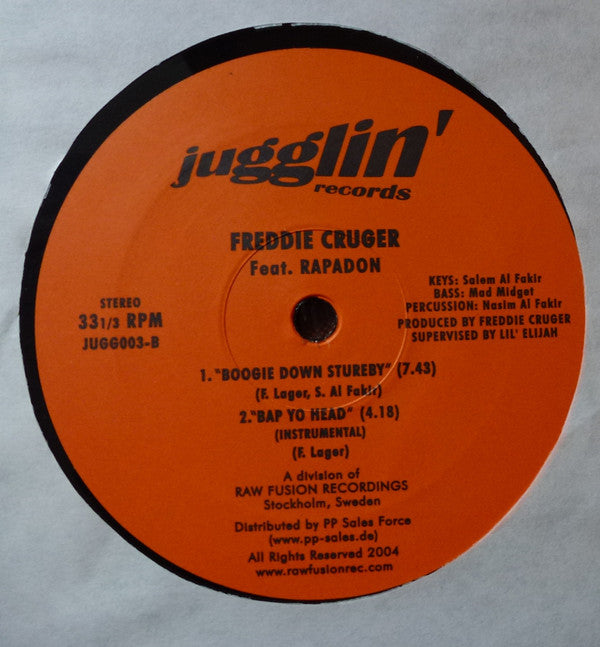 jugglin'
records
FREDDIE CRUGER
Feat. RAPADON
KEYS: Salem Al Fakir
BASS: Mad Midget
PERCUSSION: Nasim Al Fakir
PRODUCED BY FREDDIE CRUGER
SUPERVISED BY LIL' ELIJAH
STEREO
33 1/3 RPM
JUGG003-B
1. "BOOGIE DOWN STUREBY" (7.43)
(F. Lager, S. Al Fakir)
2."BAP YO HEAD" (4.18)
(INSTRUMENTAL)
(F. Lager)
A division of
RAW FUSION RECORDINGS
Stockholm, Sweden
Distributed by PP Sales Force
(www.pp-sales.de)
All Rights Reserved 2004
www.rawfusionrec.com